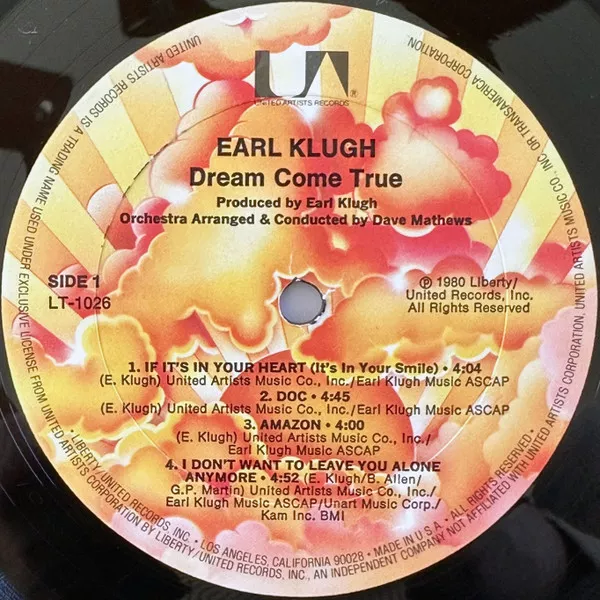 UA
®
UNITED ARTISTS RECORDS
EARL KLUGH
Dream Come True
Produced by Earl Klugh
Orchestra Arranged & Conducted by Dave Mathews
SIDE 1
LT-1026
℗ 1980 Liberty/
United Records, Inc.
All Rights Reserved
1. IF IT'S IN YOUR HEART (It's In Your Smile) • 4:04
(E. Klugh) United Artists Music Co., Inc./Earl Klugh Music ASCAP
2. DOC • 4:45
(E. Klugh) United Artists Music Co., Inc./Earl Klugh Music ASCAP
3. AMAZON • 4:00
(E. Klugh) United Artists Music Co., Inc./
Earl Klugh Music ASCAP
4. I DON'T WANT TO LEAVE YOU ALONE
ANYMORE • 4:52 (E. Klugh/B. Allen/
G.P. Martin) United Artists Music Co., Inc./
Earl Klugh Music ASCAP/Unart Music Corp./
Kam Inc. BMI
UNITED ARTISTS RECORDS IS A TRADING NAME USED UNDER EXCLUSIVE LICENSE FROM UNITED ARTISTS CORPORATION BY LIBERTY/UNITED RECORDS, INC., AN INDEPENDENT COMPANY NOT AFFILIATED WITH UNITED ARTISTS CORPORATION, UNITED ARTISTS MUSIC CO., INC. OR TRANSAMERICA CORPORATION.
• LIBERTY/UNITED RECORDS, INC. • LOS ANGELES, CALIFORNIA 90028 • MADE IN U.S.A. • ALL RIGHTS RESERVED •